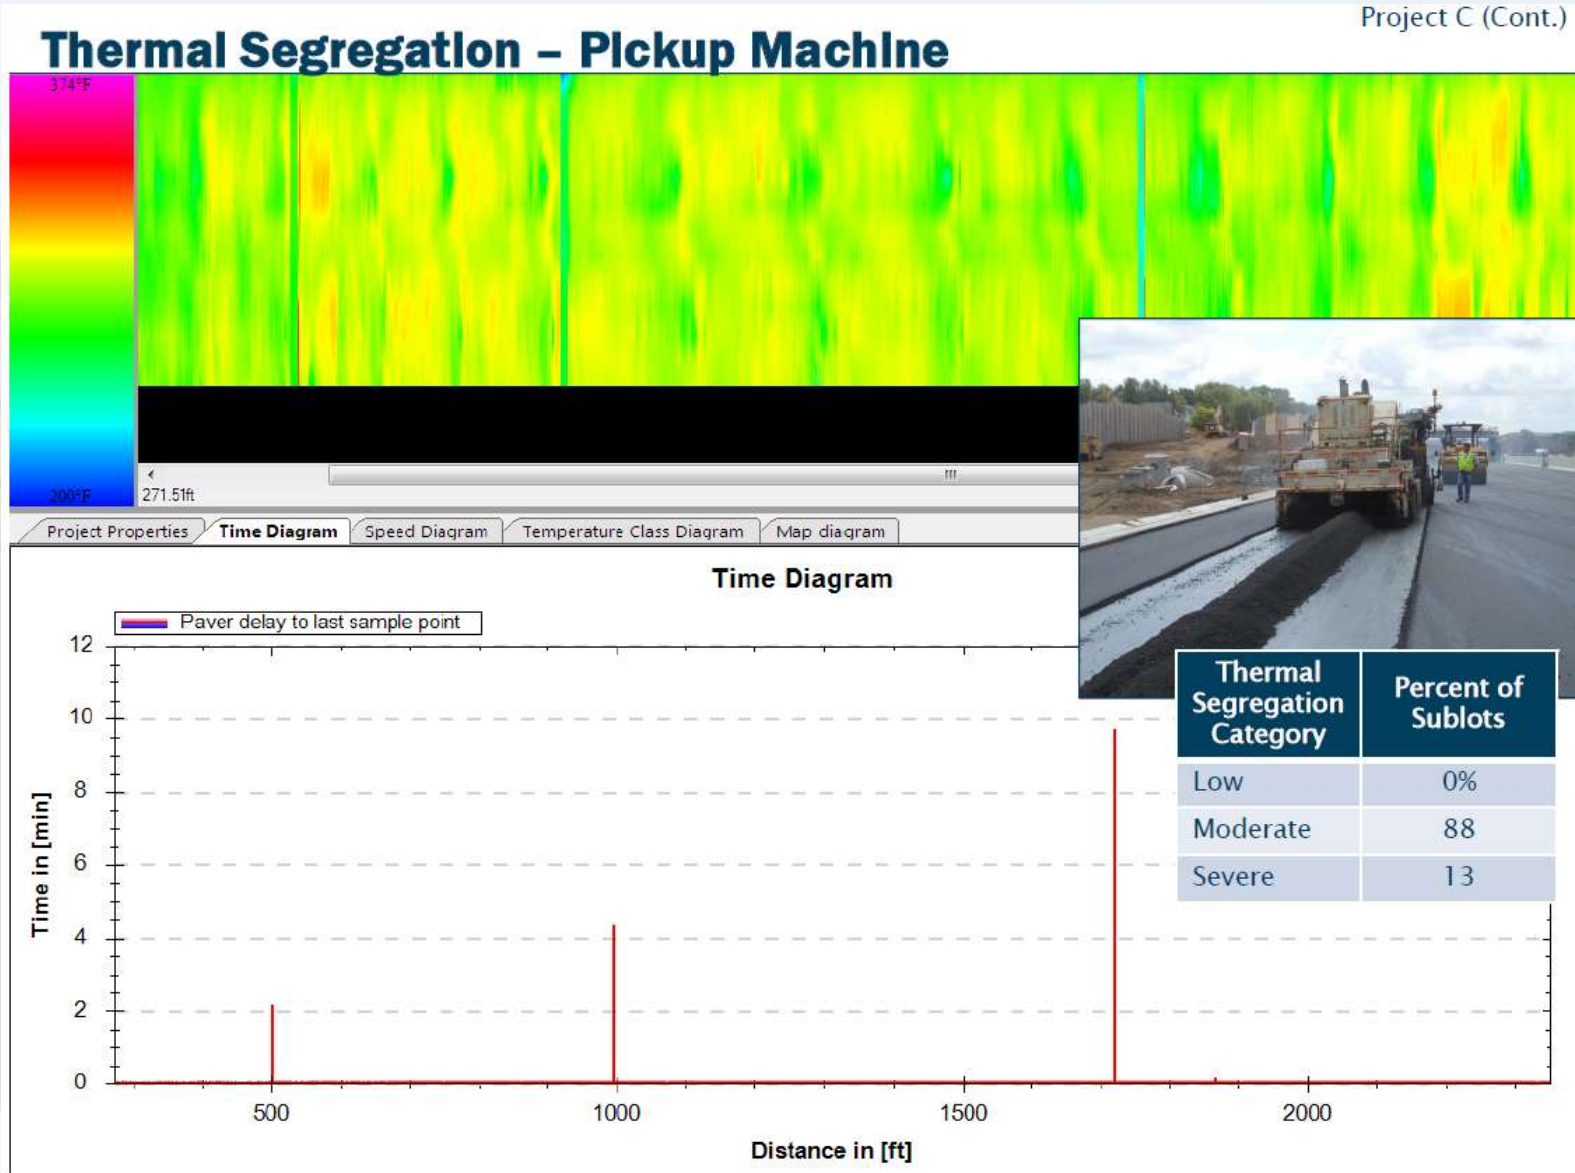 Project C (Cont.)
Thermal Segregation – Pickup Machine
374°F
200°F
271.51ft
Project Properties
Time Diagram
Speed Diagram
Temperature Class Diagram
Map diagram
Time Diagram
Paver delay to last sample point
12
10
8
6
4
2
0
Time in [min]
500
1000
1500
2000
Distance in [ft]
Thermal Segregation Category Percent of Sublots
Low 0%
Moderate 88
Severe 13